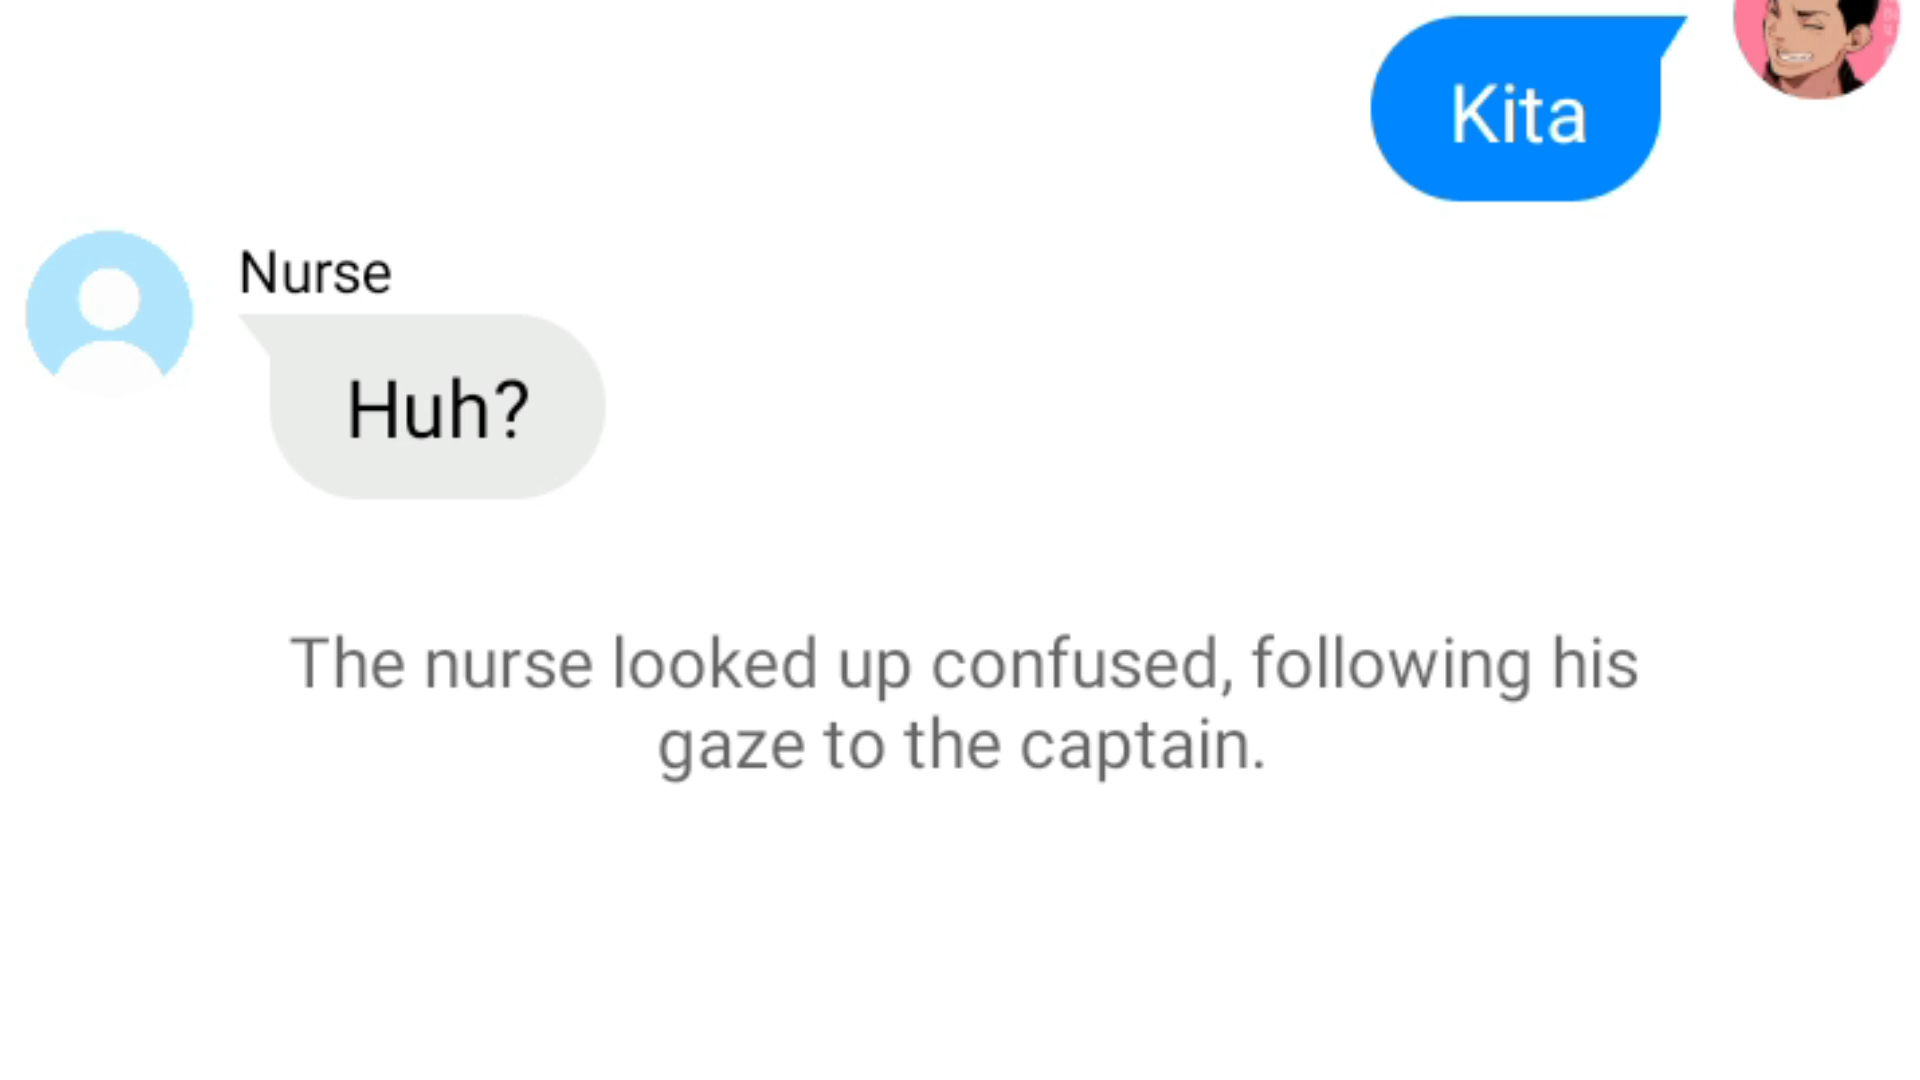 Kita
Nurse
Huh?
The nurse looked up confused, following his
gaze to the captain.